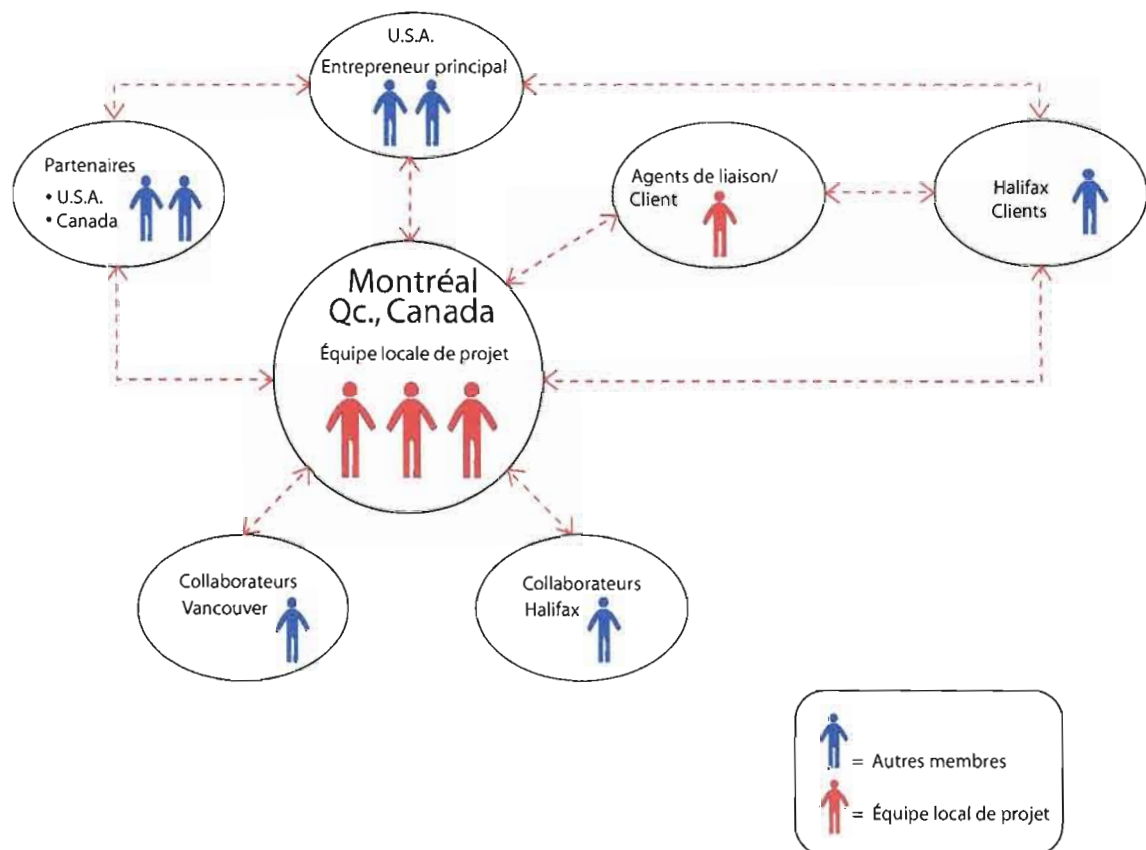 U.S.A.
Entrepreneur principal
Partenaires
• U.S.A.
• Canada
Agents de liaison/
Client
Halifax
Clients
Montréal
Qc., Canada
Équipe locale de projet
Collaborateurs
Vancouver
Collaborateurs
Halifax
= Autres membres
= Équipe local de projet